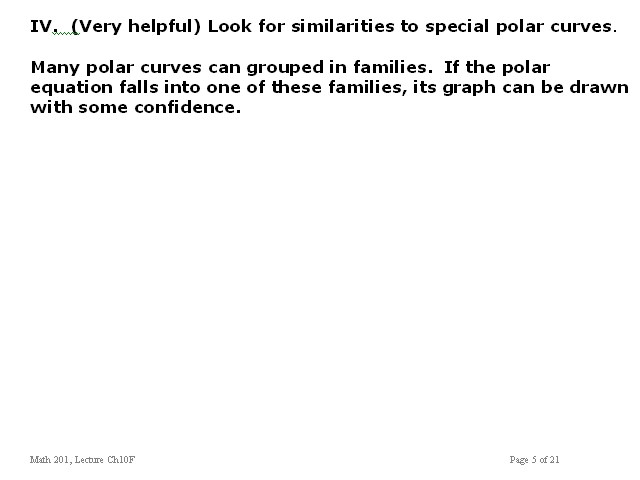 IV.  (Very helpful) Look for similarities to special polar curves.
Many polar curves can grouped in families.  If the polar
equation falls into one of these families, its graph can be drawn
with some confidence.
Math 201, Lecture Ch10F
Page 5 of 21